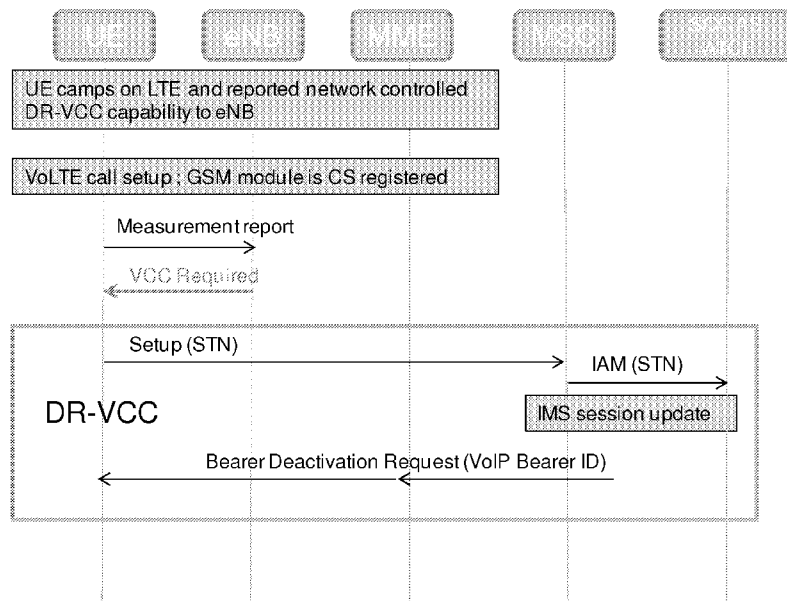 UE
eNB
MME
MSC
UE camps on LTE and reported network controlled
DR-VCC capability to eNB
VoLTE call setup ; GSM module is CS registered
Measurement report
VCC Required
Setup (STN)
IAM (STN)
DR-VCC
IMS session update
Bearer Deactivation Request (VoIP Bearer ID)